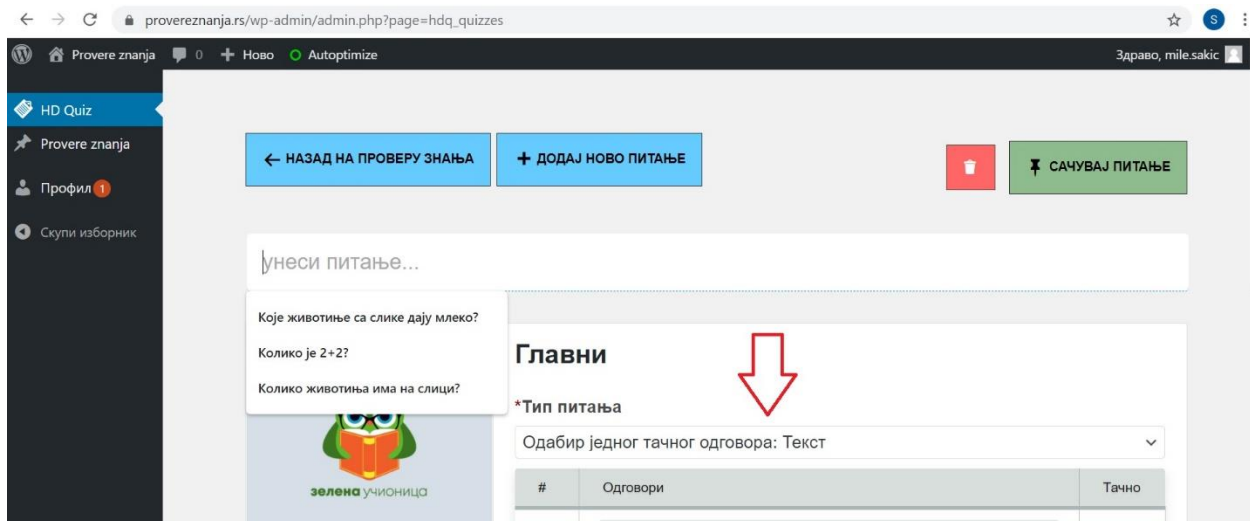 provereznanja.rs/wp-admin/admin.php?page=hdq_quizzes
S
Provere znanja 0 + Ново Autoptimize
Здраво, mile.sakic
HD Quiz
Provere znanja
Профил 1
Скупи изборник
← НАЗАД НА ПРОВЕРУ ЗНАЊА
+ ДОДАЈ НОВО ПИТАЊЕ
САЧУВАЈ ПИТАЊЕ
унеси питање...
Које животиње са слике дају млеко?
Колико је 2+2?
Колико животиња има на слици?
зелена учионица
Главни
*Тип питања
Одабир једног тачног одговора: Текст
# Одговори Тачно